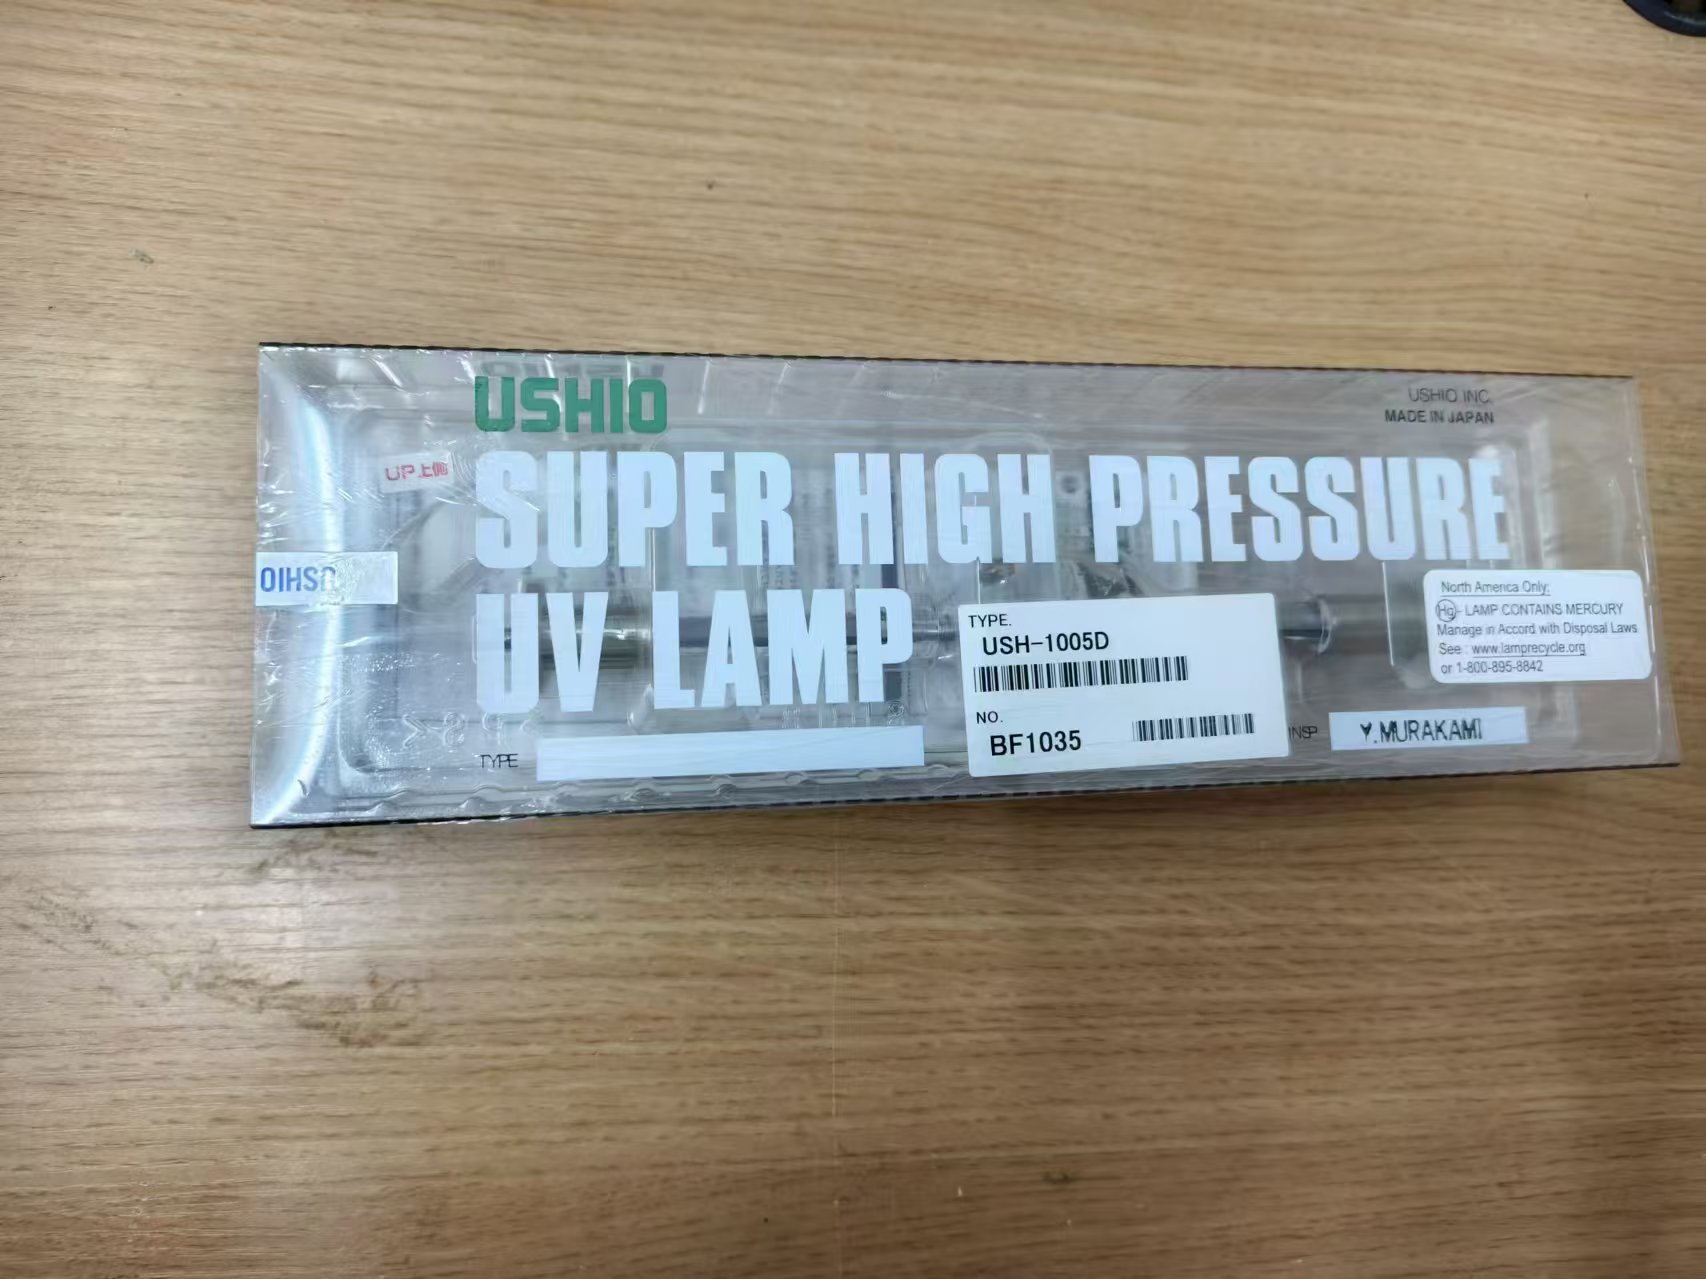 USHIO
USHIO INC.
MADE IN JAPAN
UP上側
SUPER HIGH PRESSURE
UV LAMP
USHIO
North America Only:
Hg - LAMP CONTAINS MERCURY
Manage in Accord with Disposal Laws
See : www.lamprecycle.org
or 1-800-895-8842
TYPE.
USH-1005D
NO.
BF1035
TYPE
INSP
Y.MURAKAMI